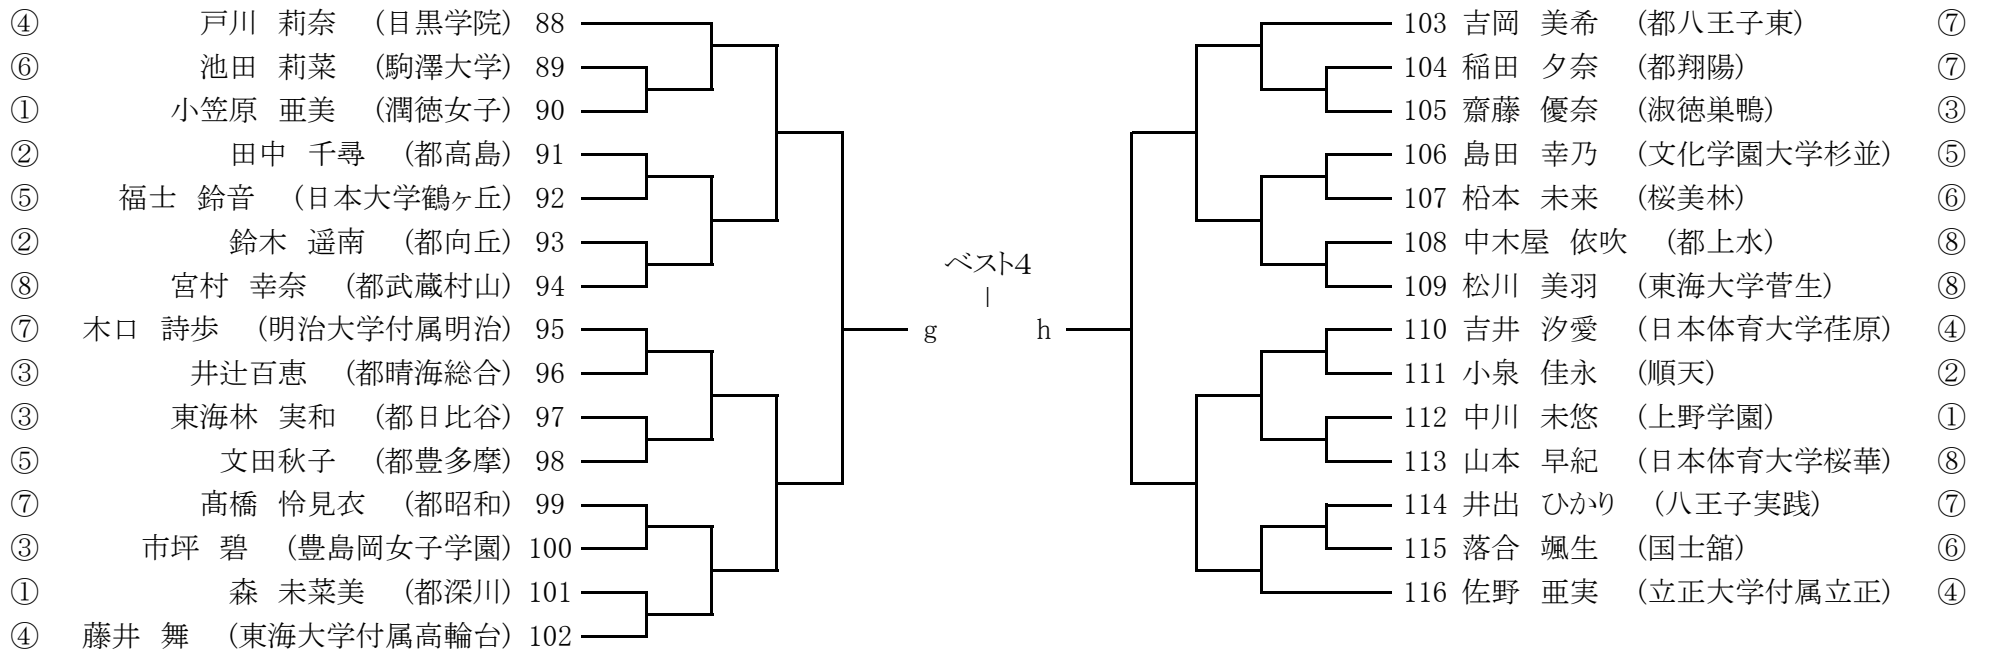 ④ 戸川 莉奈 (目黒学院) 88
⑥ 池田 莉菜 (駒澤大学) 89
① 小笠原 亜美 (潤徳女子) 90
② 田中 千尋 (都高島) 91
⑤ 福士 鈴音 (日本大学鶴ヶ丘) 92
② 鈴木 遥南 (都向丘) 93
⑧ 宮村 幸奈 (都武蔵村山) 94
⑦ 木口 詩歩 (明治大学付属明治) 95
③ 井辻百恵 (都晴海総合) 96
③ 東海林 実和 (都日比谷) 97
⑤ 文田秋子 (都豊多摩) 98
⑦ 髙橋 怜見衣 (都昭和) 99
③ 市坪 碧 (豊島岡女子学園) 100
① 森 未菜美 (都深川) 101
④ 藤井 舞 (東海大学付属高輪台) 102
ベスト4
|
g h
103 吉岡 美希 (都八王子東) ⑦
104 稲田 夕奈 (都翔陽) ⑦
105 齋藤 優奈 (淑徳巣鴨) ③
106 島田 幸乃 (文化学園大学杉並) ⑤
107 枌本 未来 (桜美林) ⑥
108 中木屋 依吹 (都上水) ⑧
109 松川 美羽 (東海大学菅生) ⑧
110 吉井 汐愛 (日本体育大学荏原) ④
111 小泉 佳永 (順天) ②
112 中川 未悠 (上野学園) ①
113 山本 早紀 (日本体育大学桜華) ⑧
114 井出 ひかり (八王子実践) ⑦
115 落合 颯生 (国士舘) ⑥
116 佐野 亜実 (立正大学付属立正) ④